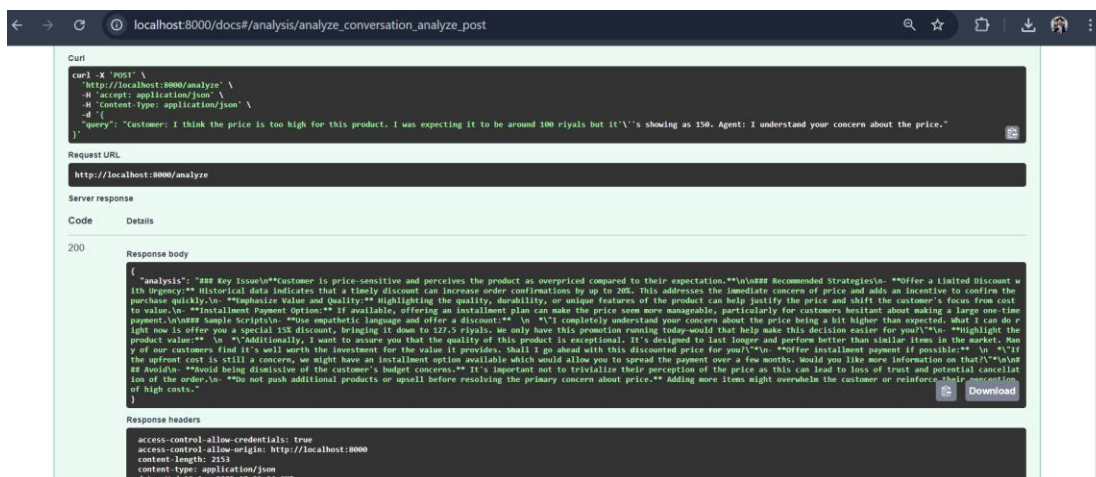 localhost:8000/docs#/analysis/analyze_conversation_analyze_post
Curl
curl -X 'POST' \
'http://localhost:8000/analyze' \
-H 'accept: application/json' \
-H 'Content-Type: application/json' \
-d '{
"query": "Customer: I think the price is too high for this product. I was expecting it to be around 100 riyals but it'\''s showing as 150. Agent: I understand your concern about the price."
}'
Request URL
http://localhost:8000/analyze
Server response
Code Details
200
Response body
{
"analysis": "### Key Issue\n**Customer is price-sensitive and perceives the product as overpriced compared to their expectation.**\n\n### Recommended Strategies\n- **Offer a Limited Discount w
ith Urgency:** Historical data indicates that a timely discount can increase order confirmations by up to 20%. This addresses the immediate concern of price and adds an incentive to confirm the
purchase quickly.\n- **Emphasize Value and Quality:** Highlighting the quality, durability, or unique features of the product can help justify the price and shift the customer's focus from cost
to value.\n- **Installment Payment Option:** If available, offering an installment plan can make the price seem more manageable, particularly for customers hesitant about making a large one-time
payment.\n\n### Sample Scripts\n- **Use empathetic language and offer a discount:** \n *\"I completely understand your concern about the price being a bit higher than expected. What I can do r
ight now is offer you a special 15% discount, bringing it down to 127.5 riyals. We only have this promotion running today—would that help make this decision easier for you?\"*\n- **Highlight the
product value:** \n *\"Additionally, I want to assure you that the quality of this product is exceptional. It's designed to last longer and perform better than similar items in the market. Man
y of our customers find it's well worth the investment for the value it provides. Shall I go ahead with this discounted price for you?\"*\n- **Offer installment payment if possible:** \n *\"If
the upfront cost is still a concern, we might have an installment option available which would allow you to spread the payment over a few months. Would you like more information on that?\"*\n\n#
## Avoid\n- **Avoid being dismissive of the customer's budget concerns.** It's important not to trivialize their perception of the price as this can lead to loss of trust and potential cancellat
ion of the order.\n- **Do not push additional products or upsell before resolving the primary concern about price.** Adding more items might overwhelm the customer or reinforce their perception
of high costs."
}
Download
Response headers
access-control-allow-credentials: true
access-control-allow-origin: http://localhost:8000
content-length: 2153
content-type: application/json